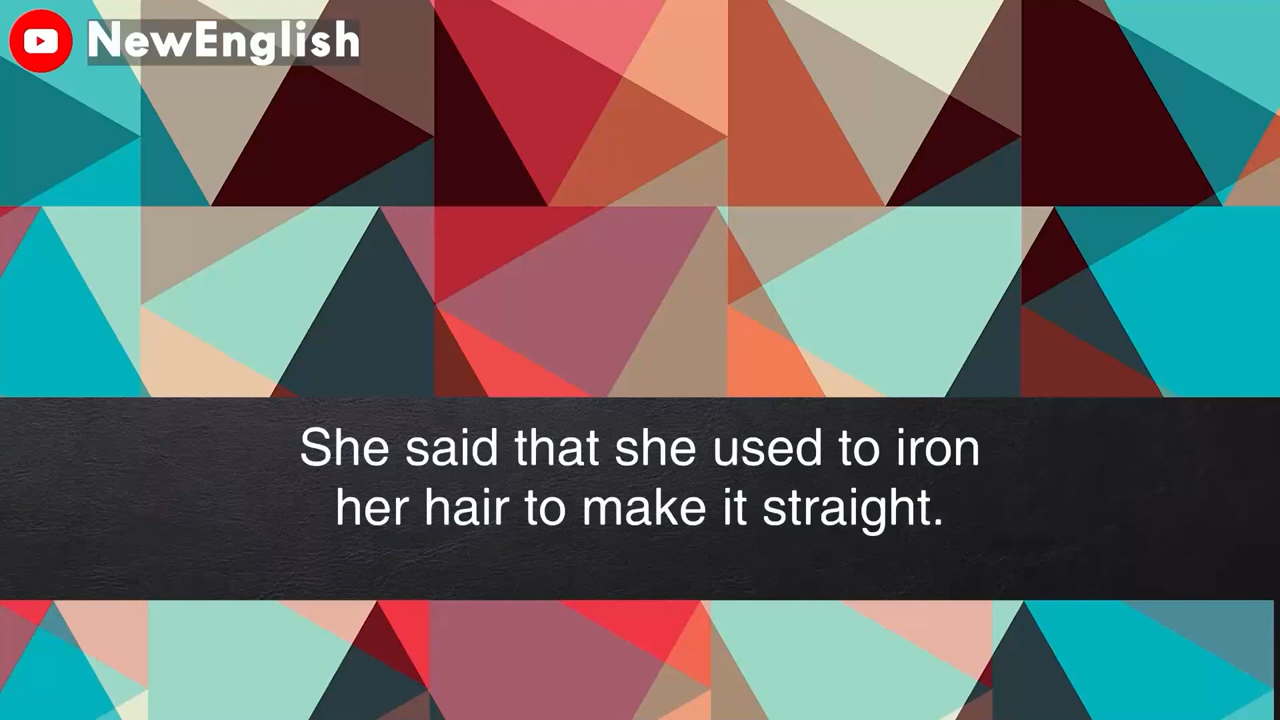 NewEnglish
She said that she used to iron
her hair to make it straight.